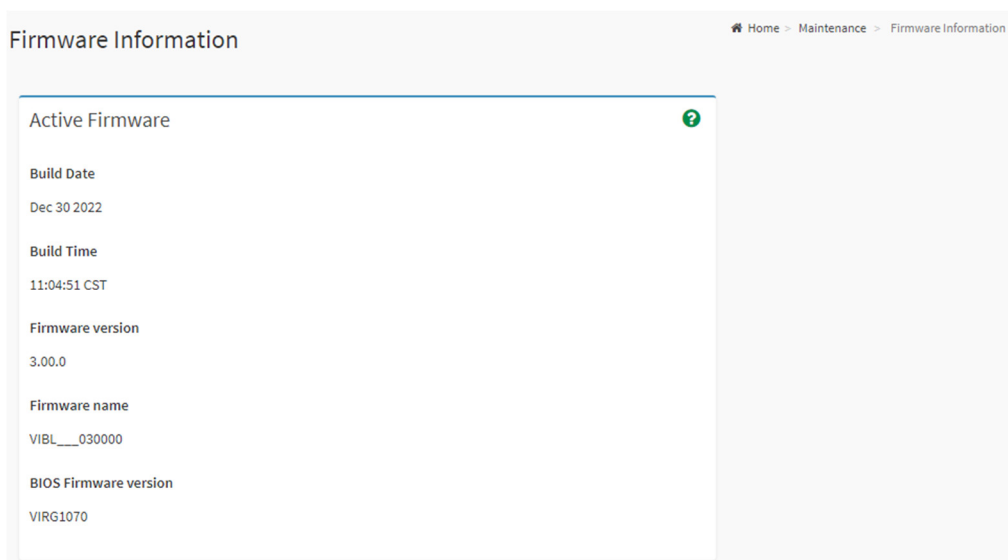 Firmware Information
Home > Maintenance > Firmware Information
Active Firmware
Build Date
Dec 30 2022
Build Time
11:04:51 CST
Firmware version
3.00.0
Firmware name
VIBL___030000
BIOS Firmware version
VIRG1070